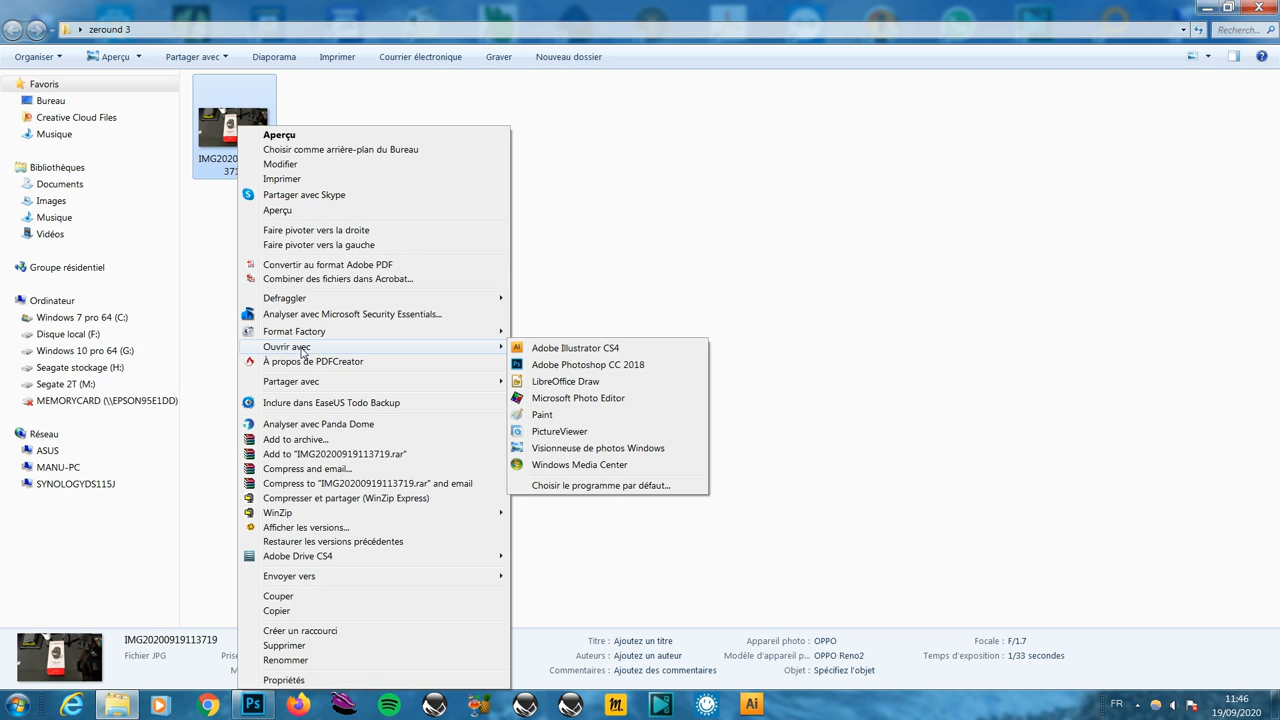 zeround 3
Recherc...
Organiser
Aperçu
Partager avec
Diaporama
Imprimer
Courrier électronique
Graver
Nouveau dossier
Favoris
Bureau
Creative Cloud Files
Musique
Bibliothèques
Documents
Images
Musique
Vidéos
Groupe résidentiel
Ordinateur
Windows 7 pro 64 (C:)
Disque local (F:)
Windows 10 pro 64 (G:)
Seagate stockage (H:)
Segate 2T (M:)
MEMORYCARD (\\EPSON95E1DD)
Réseau
ASUS
MANU-PC
SYNOLOGYDS115J
IMG2020
371
Aperçu
Choisir comme arrière-plan du Bureau
Modifier
Imprimer
Partager avec Skype
Aperçu
Faire pivoter vers la droite
Faire pivoter vers la gauche
Convertir au format Adobe PDF
Combiner des fichiers dans Acrobat...
Defraggler
Analyser avec Microsoft Security Essentials...
Format Factory
Ouvrir avec
À propos de PDFCreator
Partager avec
Inclure dans EaseUS Todo Backup
Analyser avec Panda Dome
Add to archive...
Add to "IMG20200919113719.rar"
Compress and email...
Compress to "IMG20200919113719.rar" and email
Compresser et partager (WinZip Express)
WinZip
Afficher les versions...
Restaurer les versions précédentes
Adobe Drive CS4
Envoyer vers
Couper
Copier
Créer un raccourci
Supprimer
Renommer
Propriétés
Adobe Illustrator CS4
Adobe Photoshop CC 2018
LibreOffice Draw
Microsoft Photo Editor
Paint
PictureViewer
Visionneuse de photos Windows
Windows Media Center
Choisir le programme par défaut...
IMG20200919113719
Fichier JPG
Titre : Ajoutez un titre
Auteurs : Ajoutez un auteur
Commentaires : Ajoutez des commentaires
Appareil photo : OPPO
Modèle d'appareil p... OPPO Reno2
Objet : Spécifiez l'objet
Focale : F/1.7
Temps d'exposition : 1/33 secondes
Ps
Ai
FR
11:46
19/09/2020